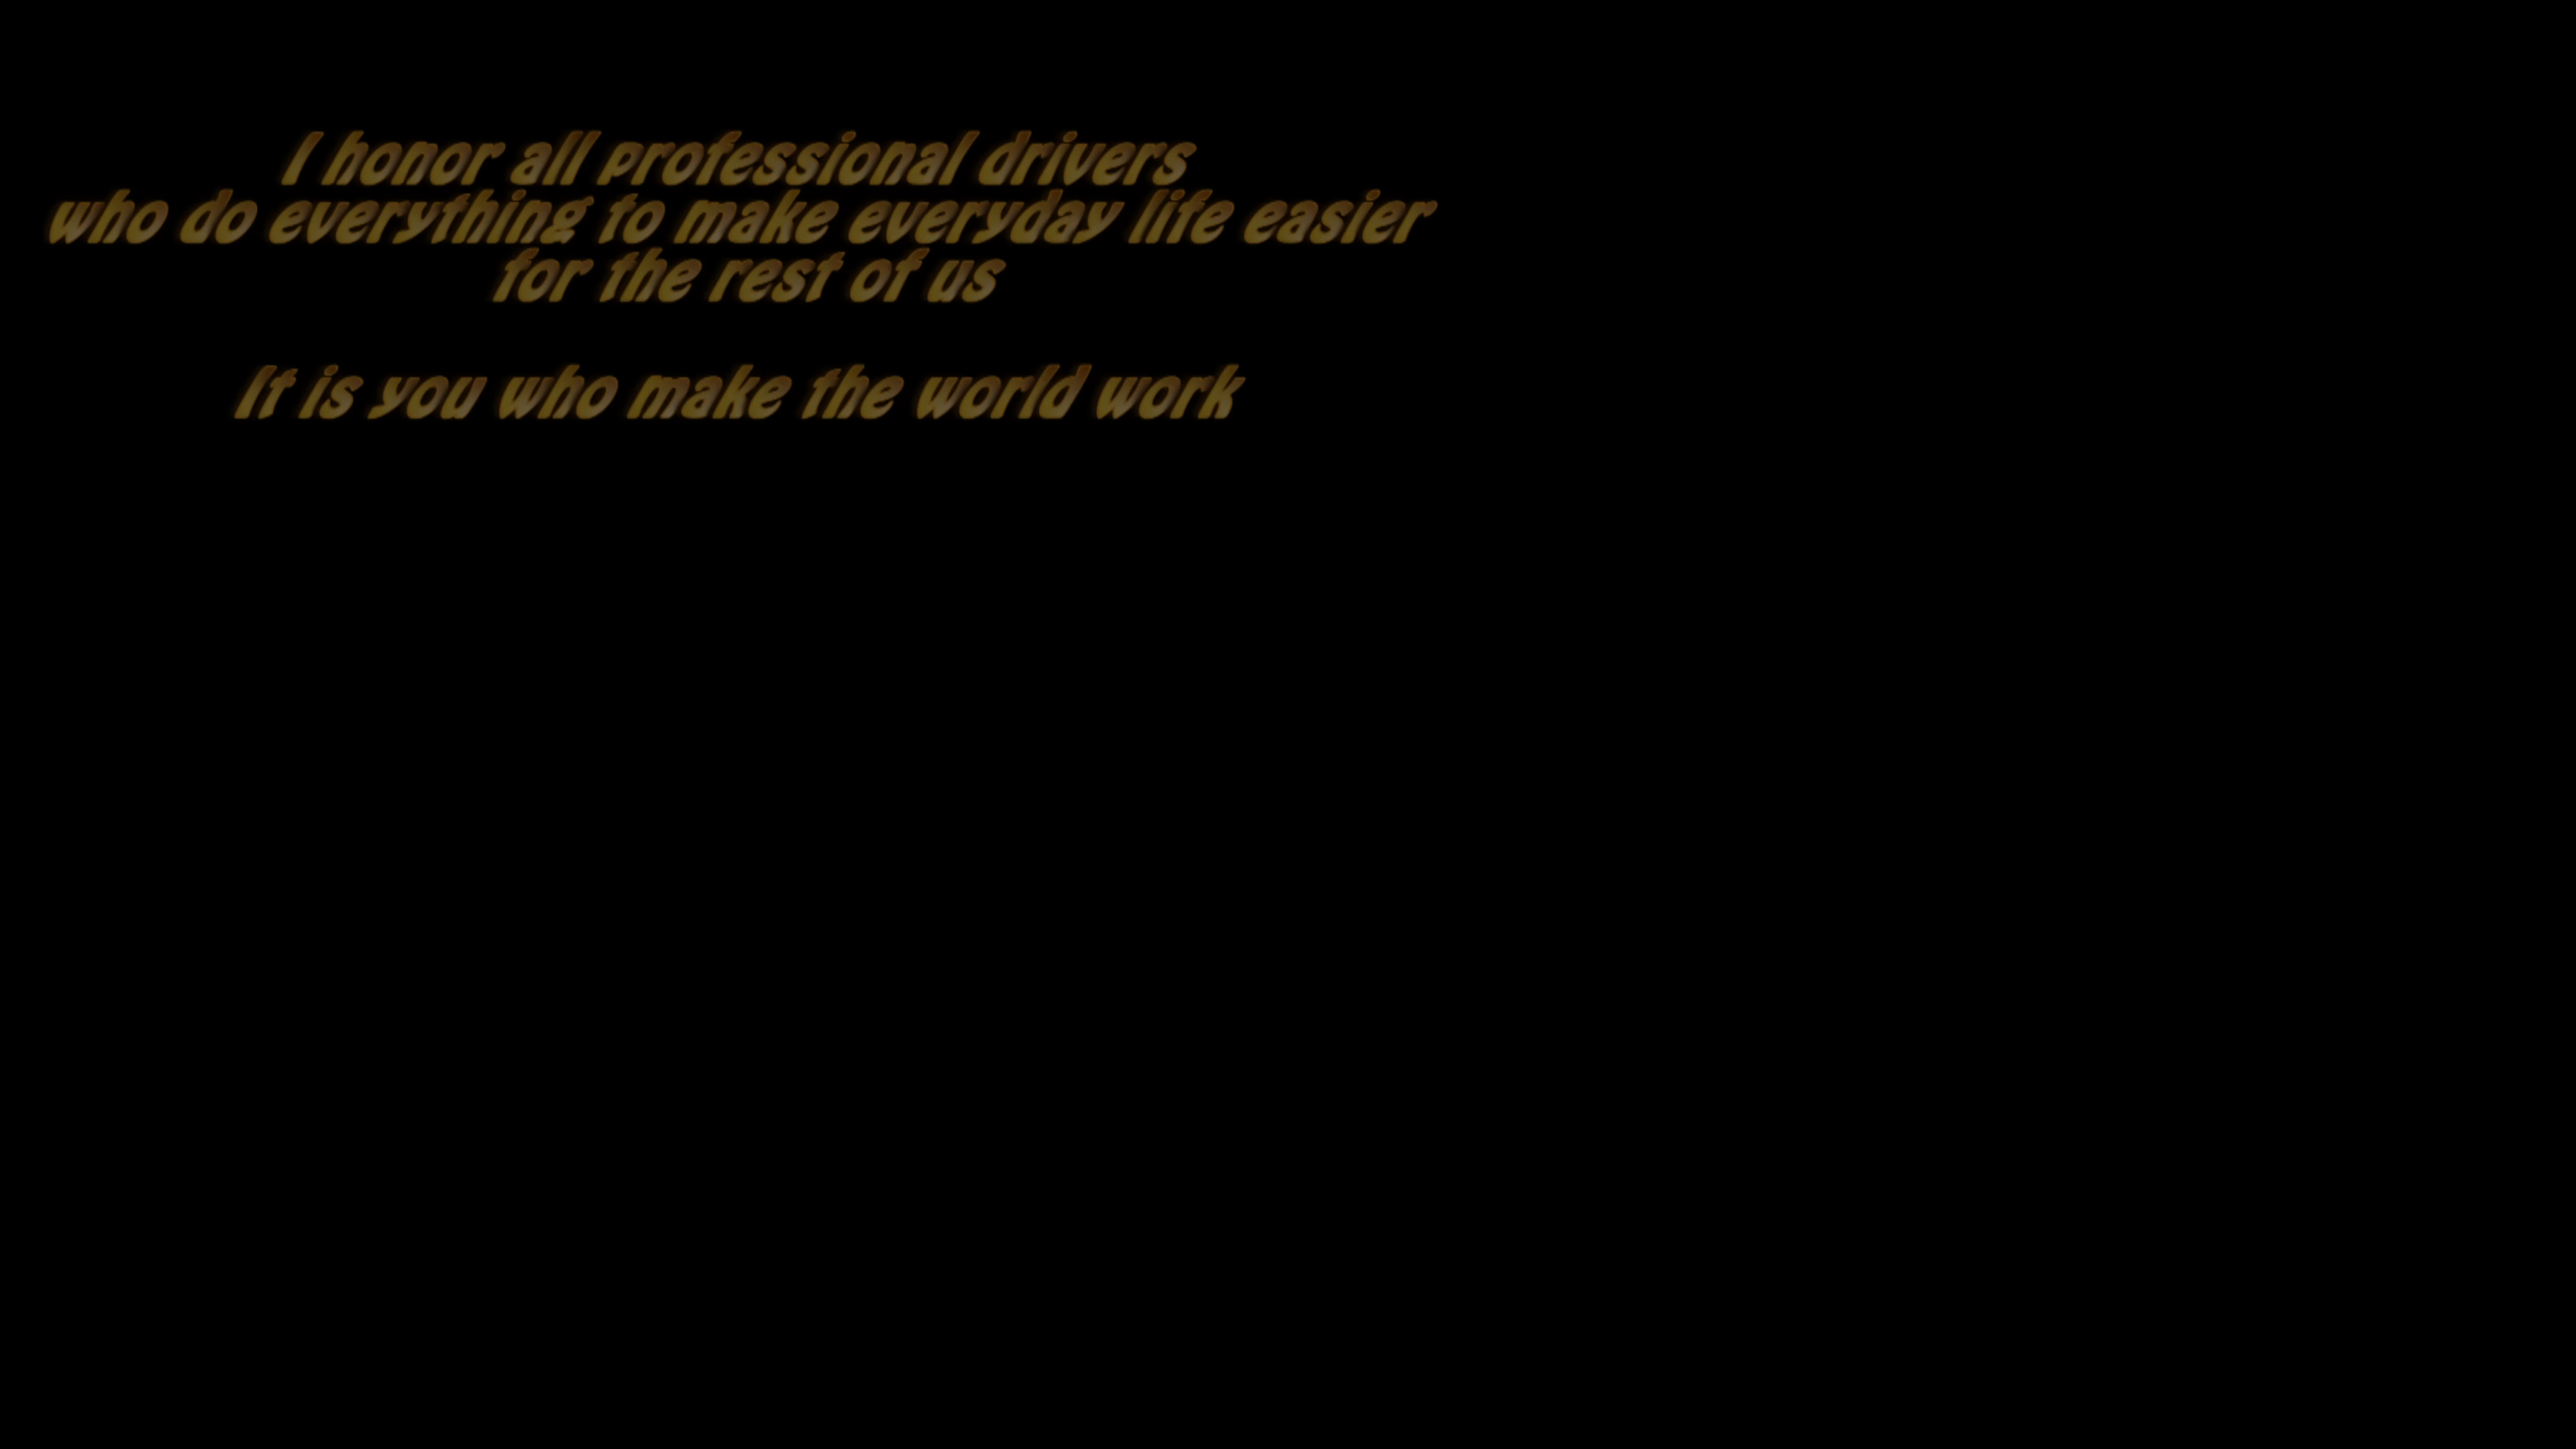 I honor all professional drivers
who do everything to make everyday life easier
for the rest of us
It is you who make the world work